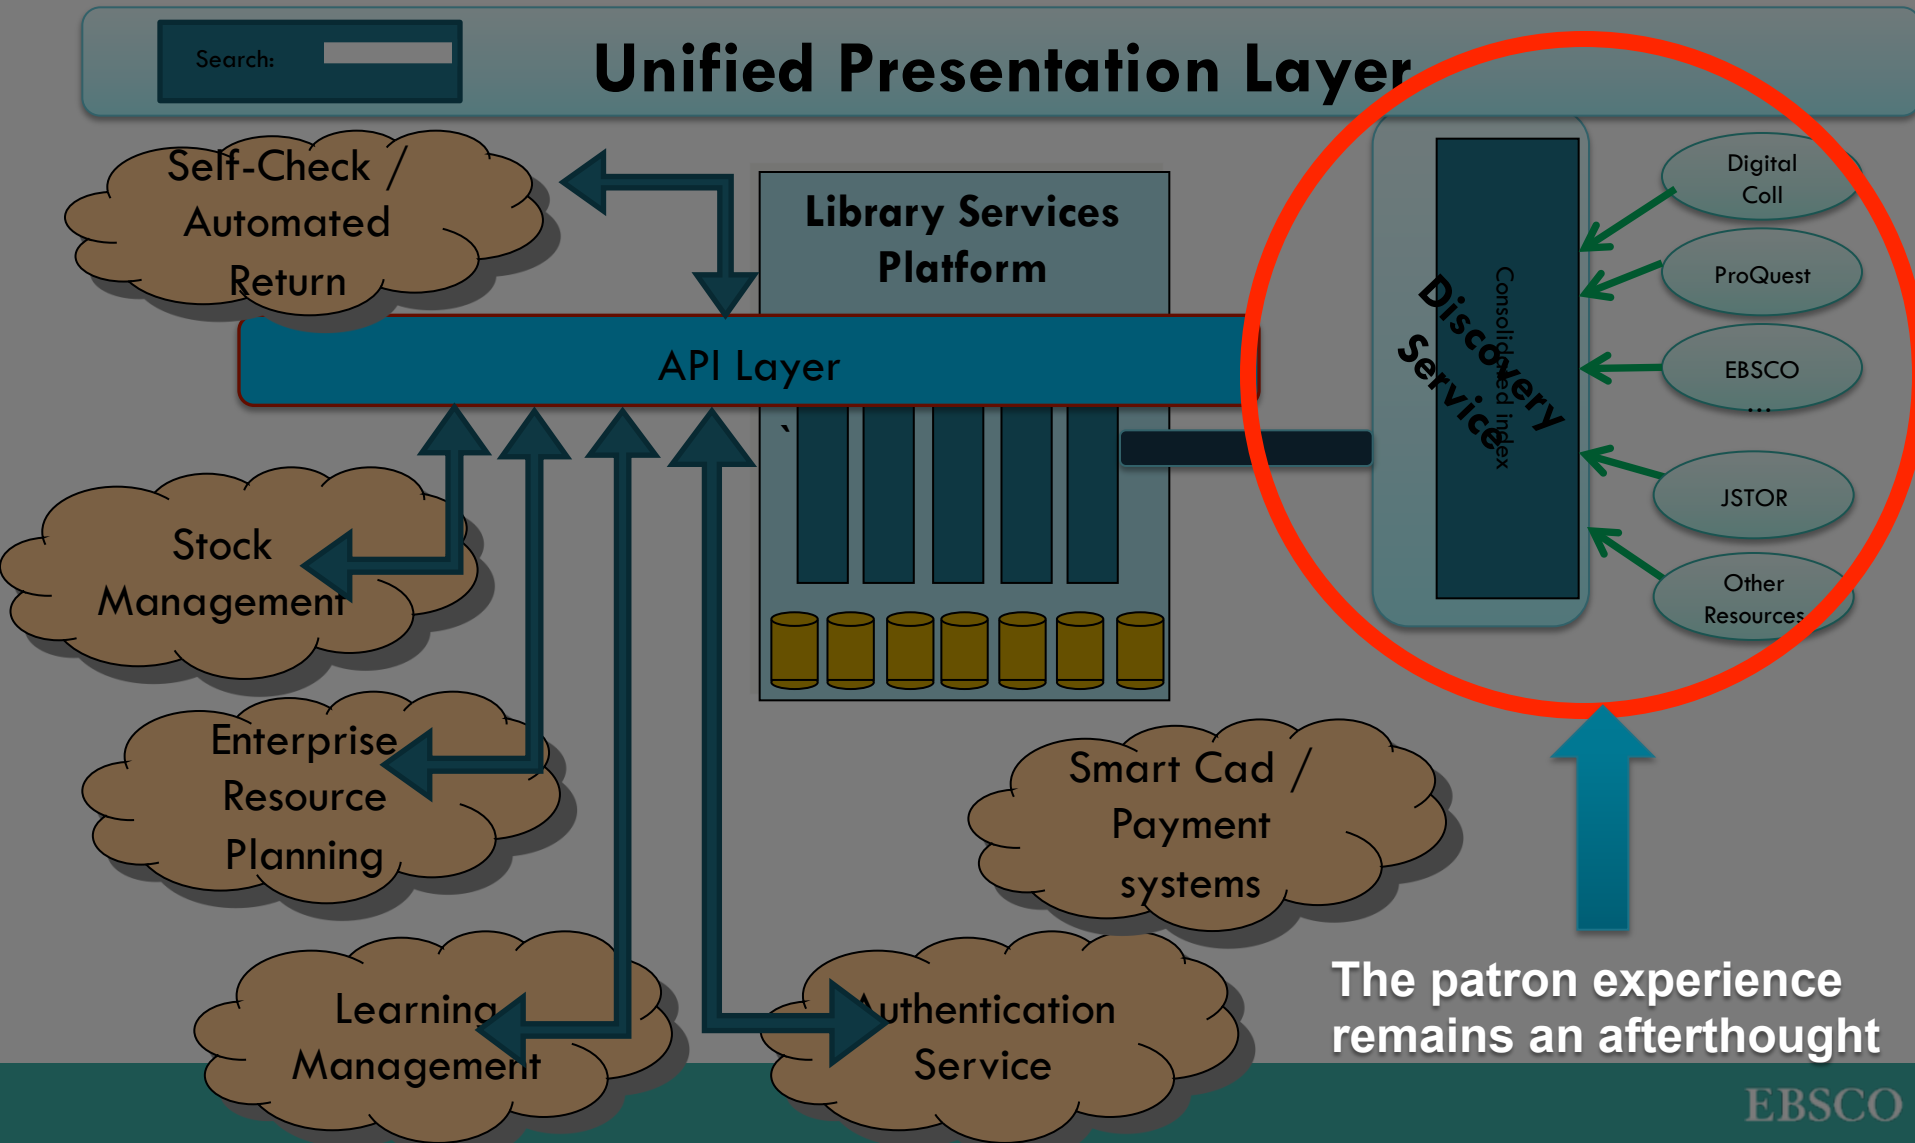 Search:
Unified Presentation Layer
Self-Check /
Automated
Return
Library Services
Platform
API Layer
`
Stock
Management
Enterprise
Resource
Planning
Learning
Management
Authentication
Service
Smart Cad /
Payment
systems
Discovery
Service
Consolidated index
Digital
Coll
ProQuest
EBSCO
...
JSTOR
Other
Resources
The patron experience
remains an afterthought
EBSCO